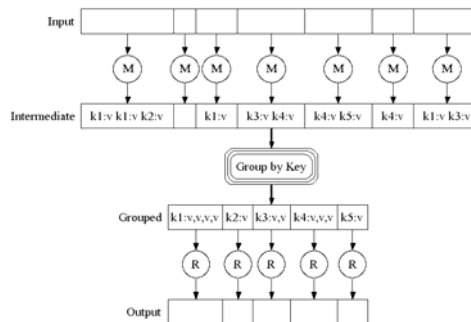 Input
M M M M M M M
Intermediate k1:v k1:v k2:v k1:v k3:v k4:v k4:v k5:v k4:v k1:v k3:v
Group by Key
Grouped k1:v,v,v,v k2:v k3:v,v k4:v,v,v k5:v
R R R R R
Output